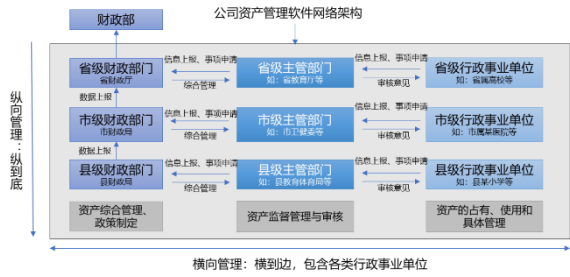 财政部
公司资产管理软件网络架构
省级财政部门
省财政厅
信息上报、事项申请
综合管理
省级主管部门
如：省教育厅等
信息上报、事项申请
审核意见
省级行政事业单位
如：省属高校等
数据上报
市级财政部门
市财政局
信息上报、事项申请
综合管理
市级主管部门
如：市卫健委等
信息上报、事项申请
审核意见
市级行政事业单位
如：市属某医院等
数据上报
县级财政部门
县财政局
信息上报、事项申请
综合管理
县级主管部门
如：县教育体育局等
信息上报、事项申请
审核意见
县级行政事业单位
如：县某小学等
资产综合管理、
政策制定
资产监督管理与审核
资产的占有、使用和
具体管理
纵向管理：纵到底
横向管理：横到边，包含各类行政事业单位